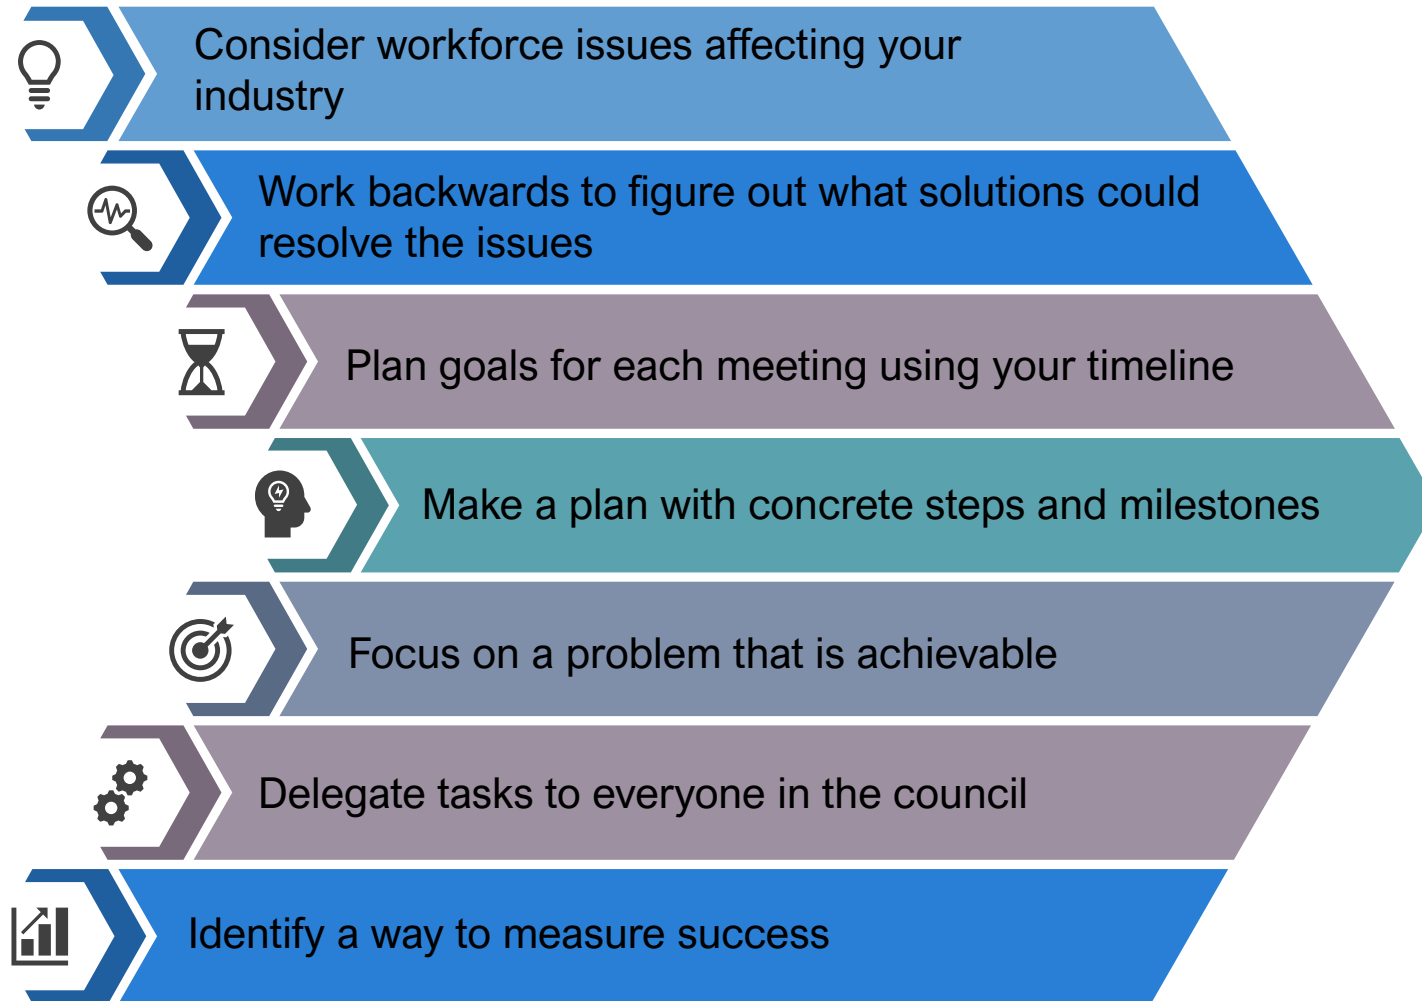 Consider workforce issues affecting your
industry
Work backwards to figure out what solutions could
resolve the issues
Plan goals for each meeting using your timeline
Make a plan with concrete steps and milestones
Focus on a problem that is achievable
Delegate tasks to everyone in the council
Identify a way to measure success